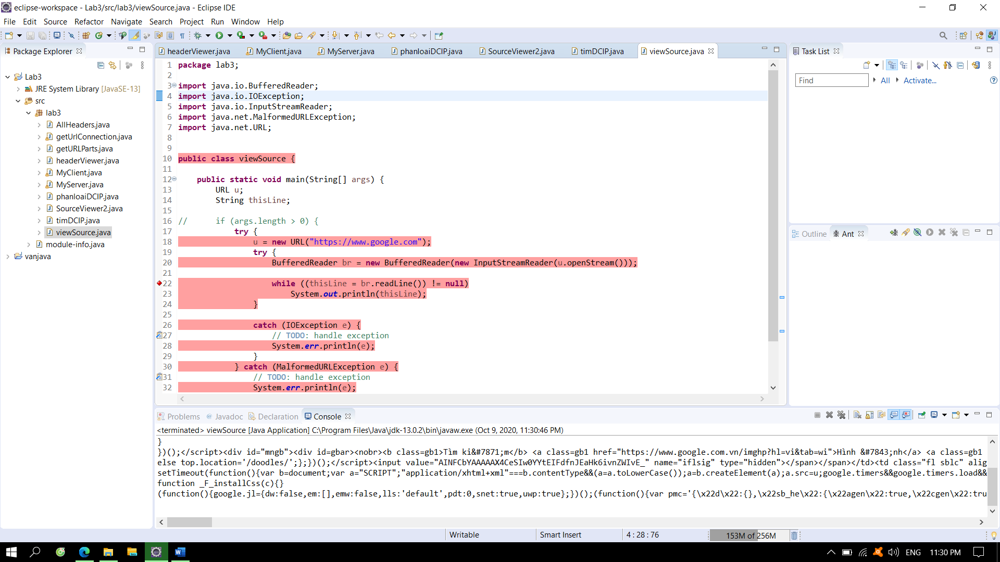 eclipse-workspace - Lab3/src/lab3/viewSource.java - Eclipse IDE
File Edit Source Refactor Navigate Search Project Run Window Help
Package Explorer
Lab3
JRE System Library [JavaSE-13]
src
lab3
AllHeaders.java
getUrlConnection.java
getURLParts.java
headerViewer.java
MyClient.java
MyServer.java
phanloaiDCIP.java
SourceViewer2.java
timDCIP.java
viewSource.java
module-info.java
vanjava
headerViewer.java MyClient.java MyServer.java phanloaiDCIP.java SourceViewer2.java timDCIP.java viewSource.java
1 package lab3;
2
3 import java.io.BufferedReader;
4 import java.io.IOException;
5 import java.io.InputStreamReader;
6 import java.net.MalformedURLException;
7 import java.net.URL;
8
9
10 public class viewSource {
11
12 public static void main(String[] args) {
13 URL u;
14 String thisLine;
15
16 // if (args.length > 0) {
17 try {
18 u = new URL("https://www.google.com");
19 try {
20 BufferedReader br = new BufferedReader(new InputStreamReader(u.openStream()));
21
22 while ((thisLine = br.readLine()) != null)
23 System.out.println(thisLine);
24 }
25
26 catch (IOException e) {
27 // TODO: handle exception
28 System.err.println(e);
29 }
30 } catch (MalformedURLException e) {
31 // TODO: handle exception
32 System.err.println(e);
Task List
Find All Activate...
Outline Ant
Problems Javadoc Declaration Console
<terminated> viewSource [Java Application] C:\Program Files\Java\jdk-13.0.2\bin\javaw.exe (Oct 9, 2020, 11:30:46 PM)
}
})();</script><div id="mngb"><div id=gbar><nobr><b class=gb1>Tìm ki&#7871;m</b> <a class=gb1 href="https://www.google.com.vn/imghp?hl=vi&tab=wi">Hình &#7843;nh</a> <a class=gb1
else top.location='/doodles/';};})();</script><input value="AINFCbYAAAAAX4CeSIw0YYtEIFdfnJEaHk6ivnZWIvE_" name="iflsig" type="hidden"></span></span></td><td class="fl sblc" alig
setTimeout(function(){var b=document;var a="SCRIPT";"application/xhtml+xml"===b.contentType&&(a=a.toLowerCase());a=b.createElement(a);a.src=u;google.timers&&google.timers.load&&
function _F_installCss(c){}
(function(){google.jl={dw:false,em:[],emw:false,lls:'default',pdt:0,snet:true,uwp:true};})();(function(){var pmc='{\x22d\x22:{},\x22sb_he\x22:{\x22agen\x22:true,\x22cgen\x22:tru
Writable Smart Insert 4 : 28 : 76 153M of 256M
ENG 11:30 PM